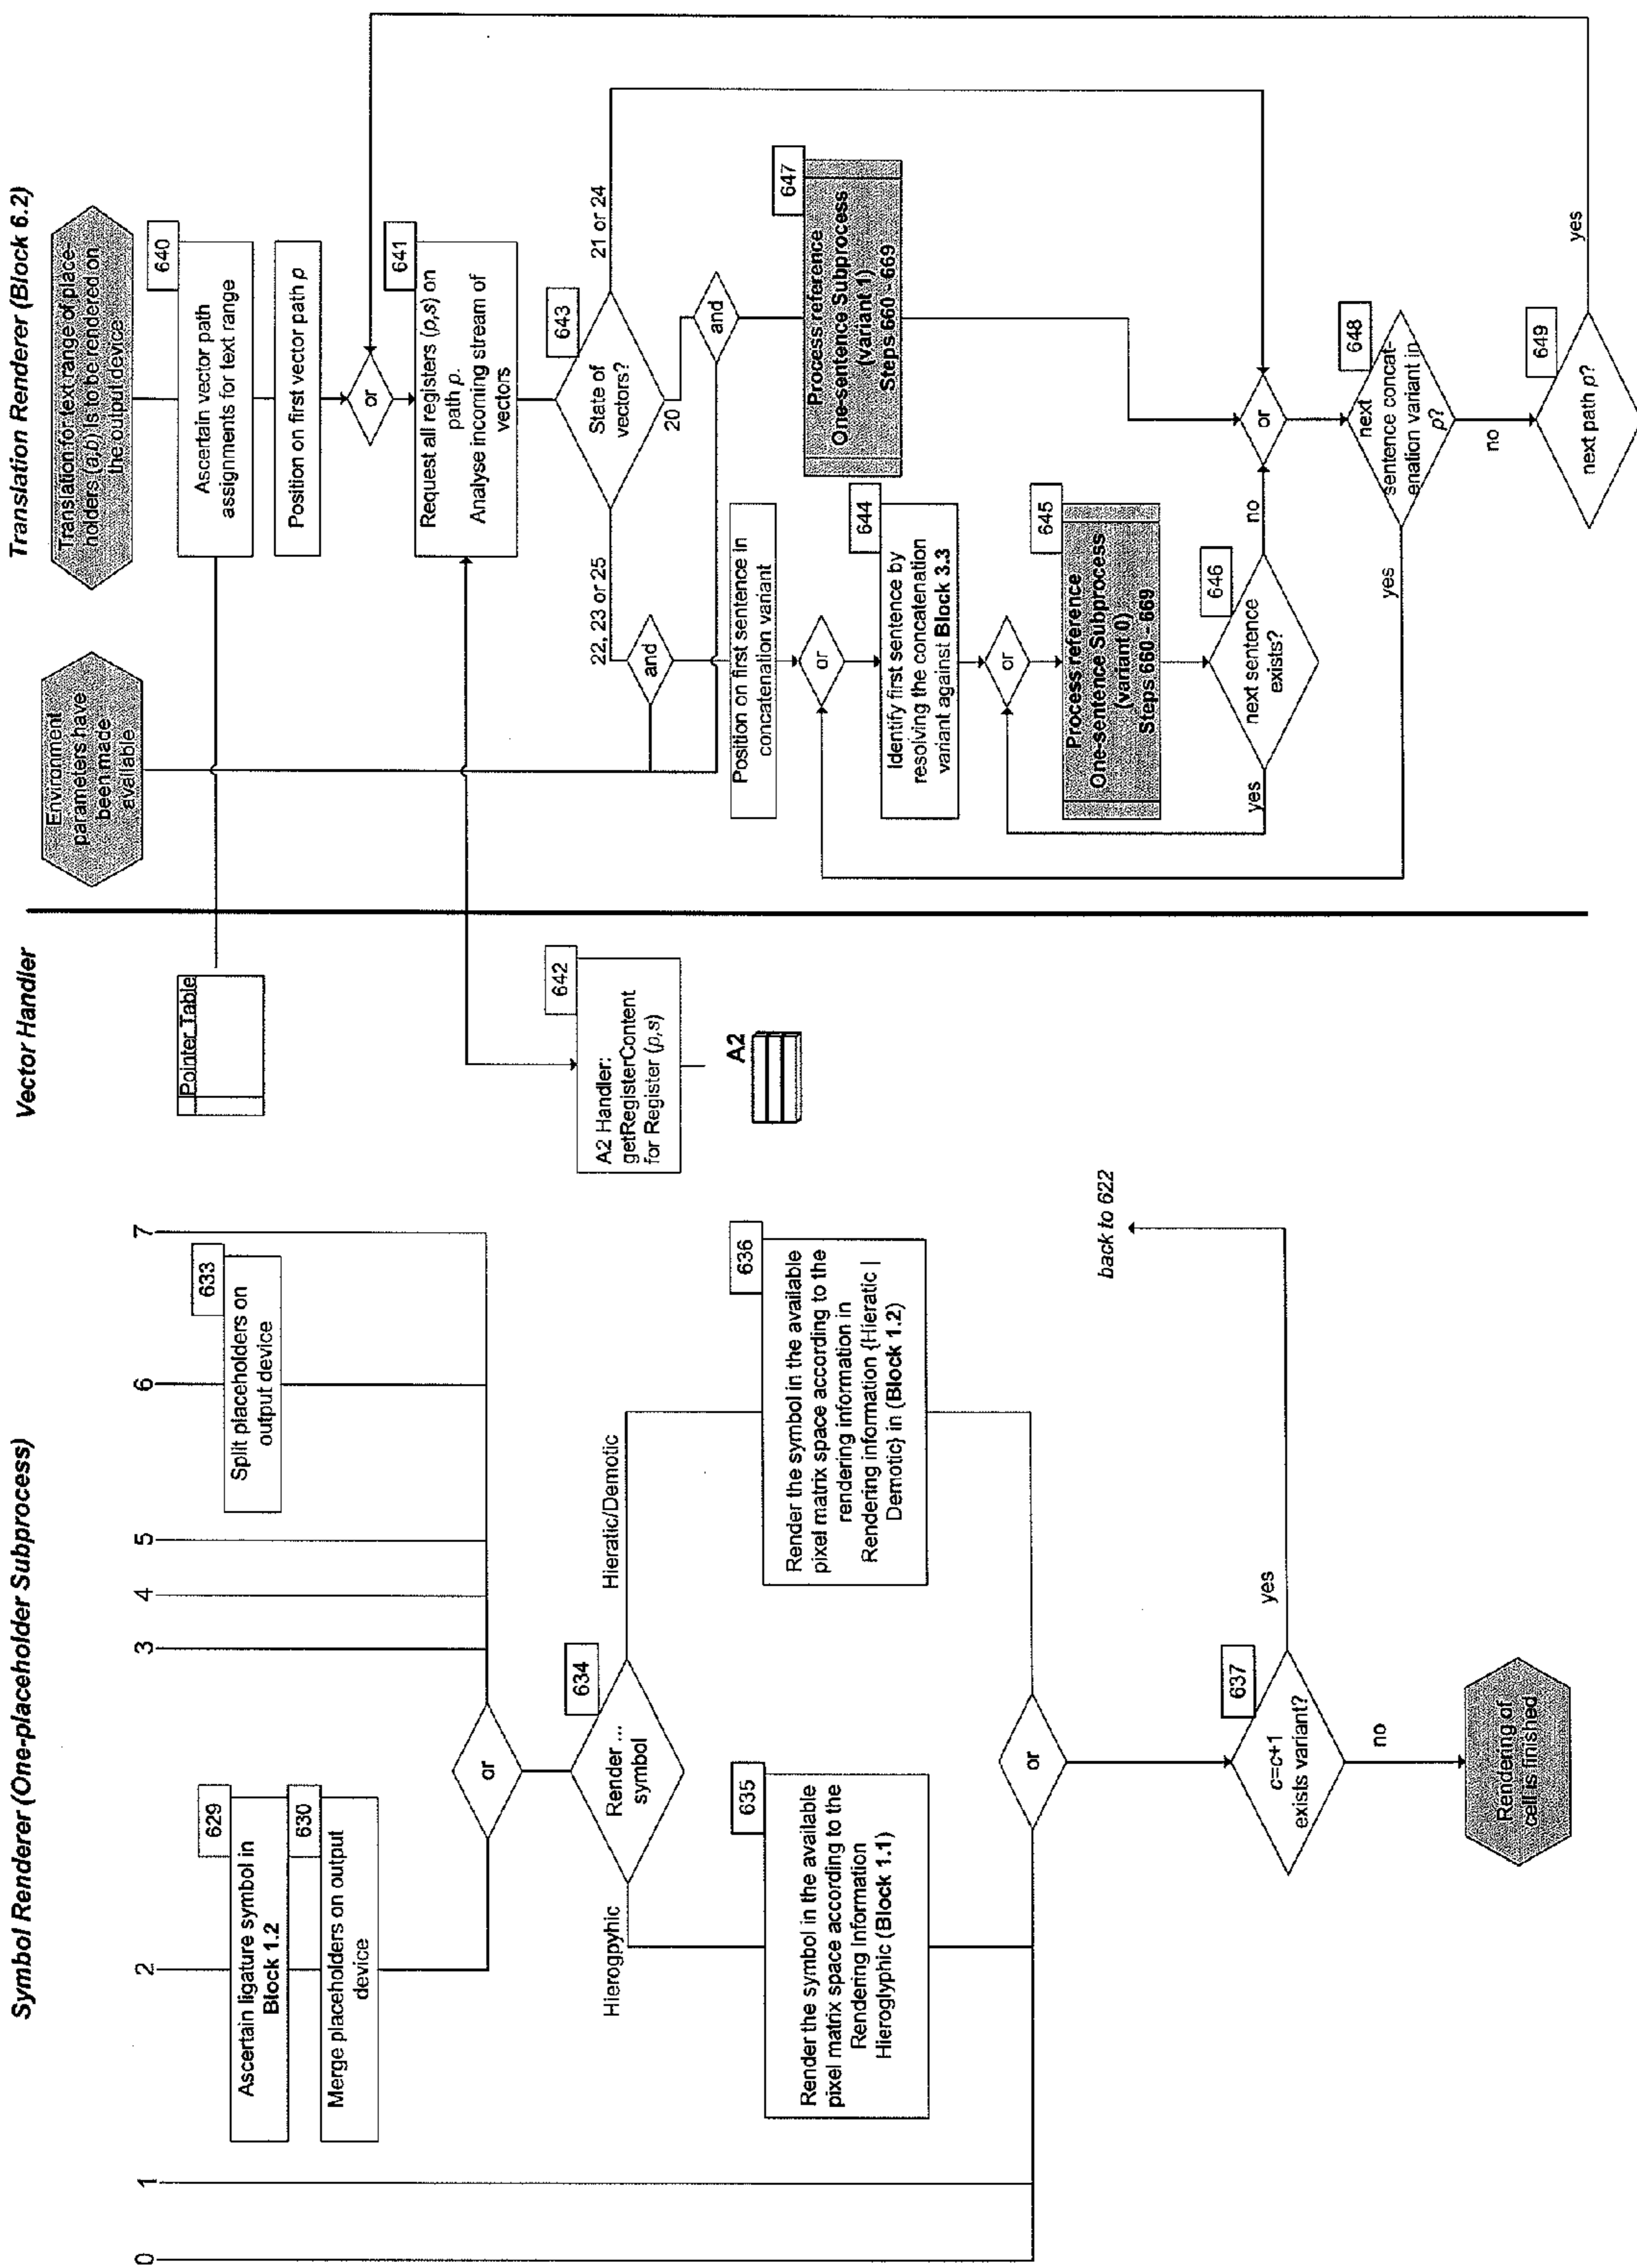 Symbol Renderer (One-placeholder Subprocess)
0
1
2
3
4
5
6
7
629
Ascertain ligature symbol in
Block 1.2
630
Merge placeholders on output
device
633
Split placeholders on
output device
or
634
Render ...
symbol
Hierogpyhic
Hieratic/Demotic
635
Render the symbol in the available
pixel matrix space according to the
Rendering Information
Hieroglyphic (Block 1.1)
636
Render the symbol in the available
pixel matrix space according to the
rendering information in
Rendering information {Hieratic |
Demotic} in (Block 1.2)
or
637
c=c+1
exists variant?
yes
back to 622
no
Rendering of
cell is finished
Vector Handler
Pointer Table
642
A2 Handler:
getRegisterContent
for Register (p,s)
A2
Translation Renderer (Block 6.2)
Environment
parameters have
been made
available
Translation for text range of place-
holders (a,b) is to be rendered on
the output device
640
Ascertain vector path
assignments for text range
Position on first vector path p
or
641
Request all registers (p,s) on
path p.
Analyse incoming stream of
vectors
643
State of
vectors?
22, 23 or 25
20
21 or 24
and
and
Position on first sentence in
concatenation variant
or
644
Identify first sentence by
resolving the concatenation
variant against Block 3.3
or
645
Process reference
One-sentence Subprocess
(variant 0)
Steps 660 - 669
646
next sentence
exists?
yes
no
647
Process reference
One-sentence Subprocess
(variant 1)
Steps 660 - 669
or
648
next
sentence concat-
enation variant in
p?
yes
no
649
next path p?
yes